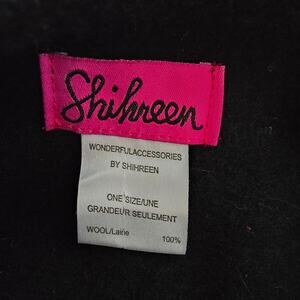 Shihreen
WONDERFULACCESSORIES
BY SHIHREEN
ONE SIZE/UNE
GRANDEUR SEULEMENT
WOOL/Laine 100%